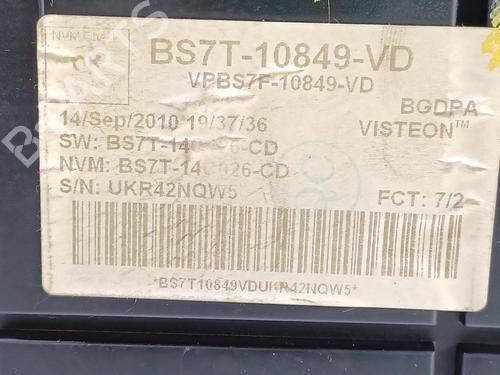 BS7T-10849-VD
VPBS7F-10849-VD
BGDPA
14/Sep/2010 19/37/36
VISTEON™
NVM: BS7T-14C026-CD
S/N: UKR42NQW5
FCT: 7/2
*BS7T10849VDUKR42NQW5*